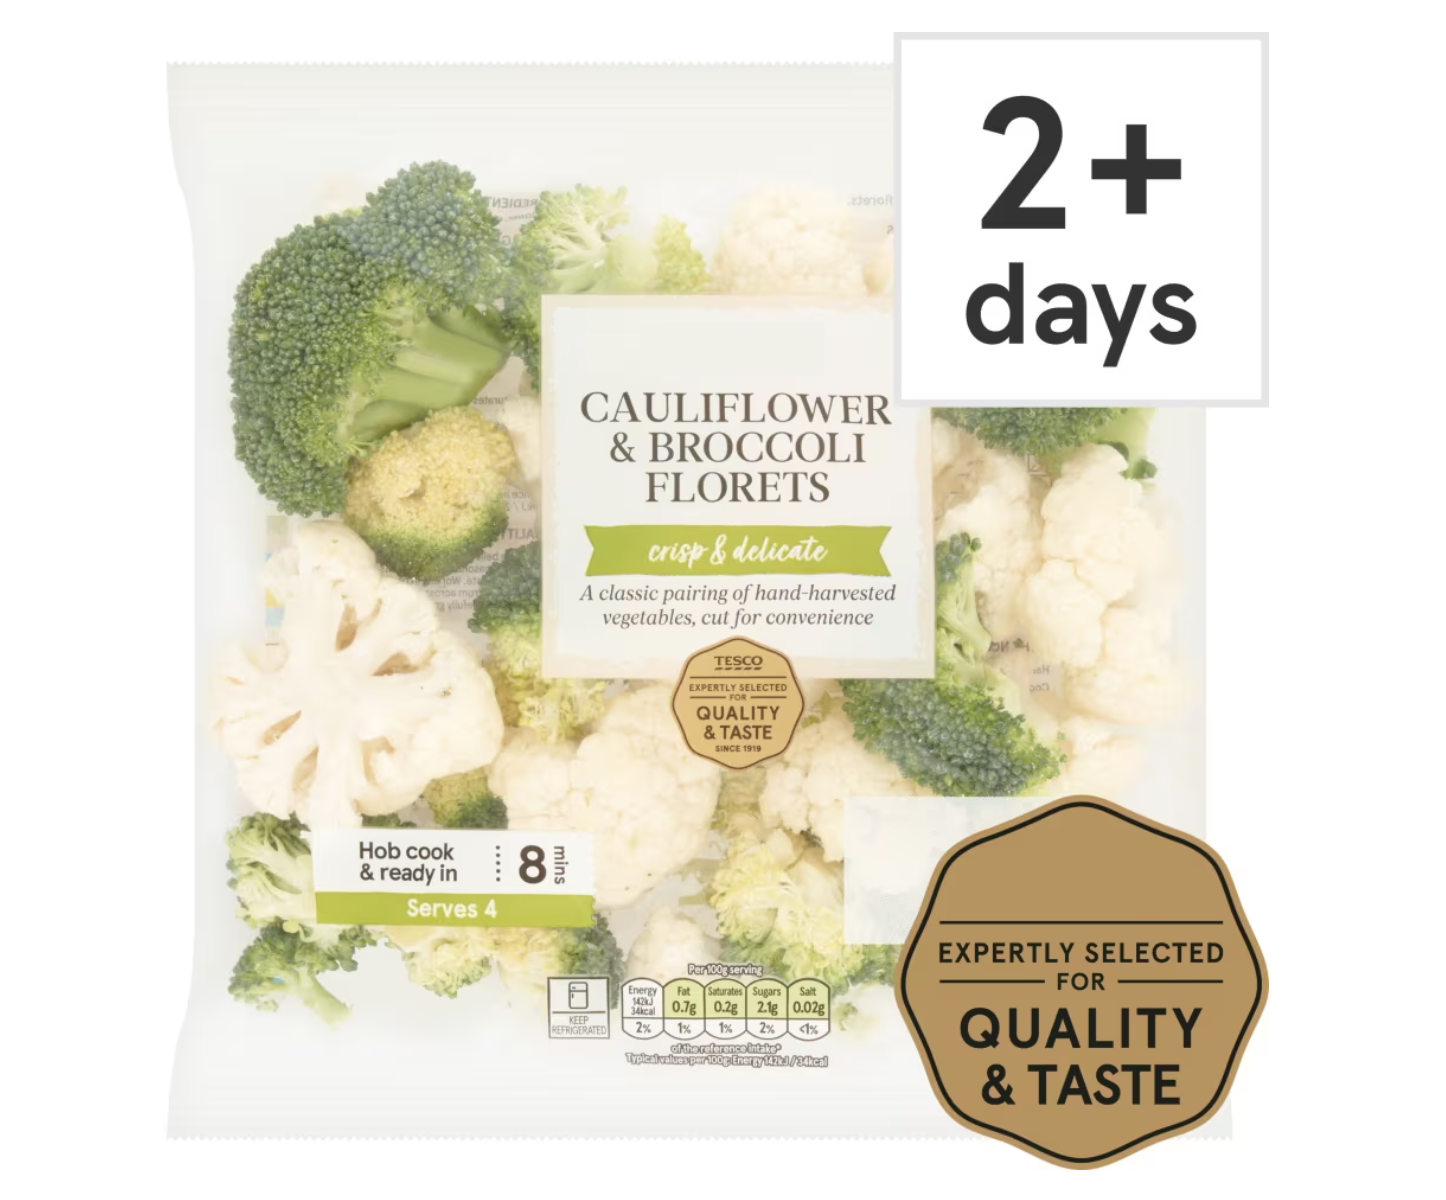 2+
days
CAULIFLOWER
& BROCCOLI
FLORETS
crisp & delicate
A classic pairing of hand-harvested
vegetables, cut for convenience
TESCO
EXPERTLY SELECTED
FOR
QUALITY
& TASTE
SINCE 1919
Hob cook
& ready in
8 mins
Serves 4
KEEP
REFRIGERATED
Per 100g serving
Energy Fat Saturates Sugars Salt
142kJ
34kcal 0.7g 0.2g 2.1g 0.02g
2% 1% 1% 2% <1%
of the reference intake*
Typical values per 100g: Energy 142kJ / 34kcal
EXPERTLY SELECTED
FOR
QUALITY
& TASTE